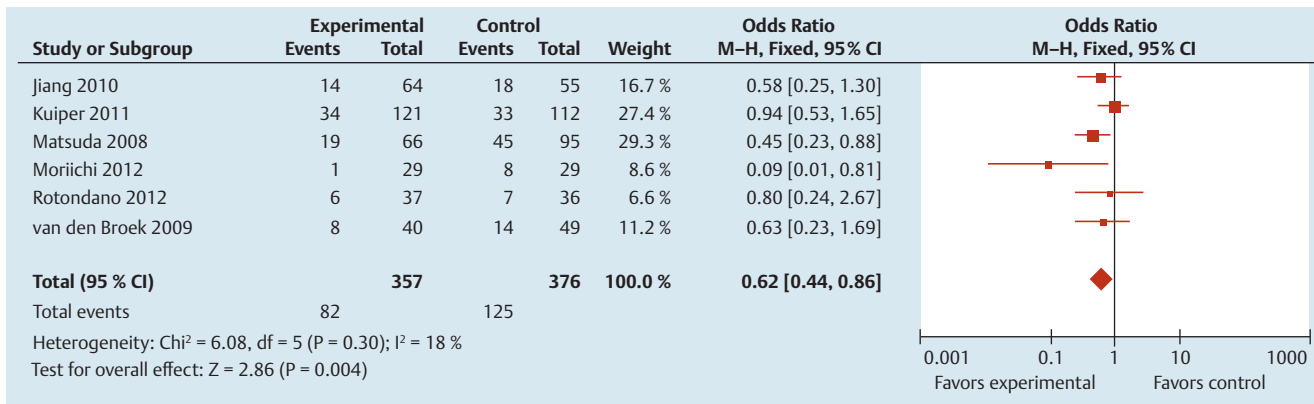 Experimental Control Odds Ratio Odds Ratio
Study or Subgroup Events Total Events Total Weight M–H, Fixed, 95% CI M–H, Fixed, 95% CI
Jiang 2010 14 64 18 55 16.7 % 0.58 [0.25, 1.30]
Kuiper 2011 34 121 33 112 27.4 % 0.94 [0.53, 1.65]
Matsuda 2008 19 66 45 95 29.3 % 0.45 [0.23, 0.88]
Moriichi 2012 1 29 8 29 8.6 % 0.09 [0.01, 0.81]
Rotondano 2012 6 37 7 36 6.6 % 0.80 [0.24, 2.67]
van den Broek 2009 8 40 14 49 11.2 % 0.63 [0.23, 1.69]
Total (95 % CI) 357 376 100.0 % 0.62 [0.44, 0.86]
Total events 82 125
Heterogeneity: Chi² = 6.08, df = 5 (P = 0.30); I² = 18 %
Test for overall effect: Z = 2.86 (P = 0.004)
0.001 0.1 1 10 1000
Favors experimental Favors control